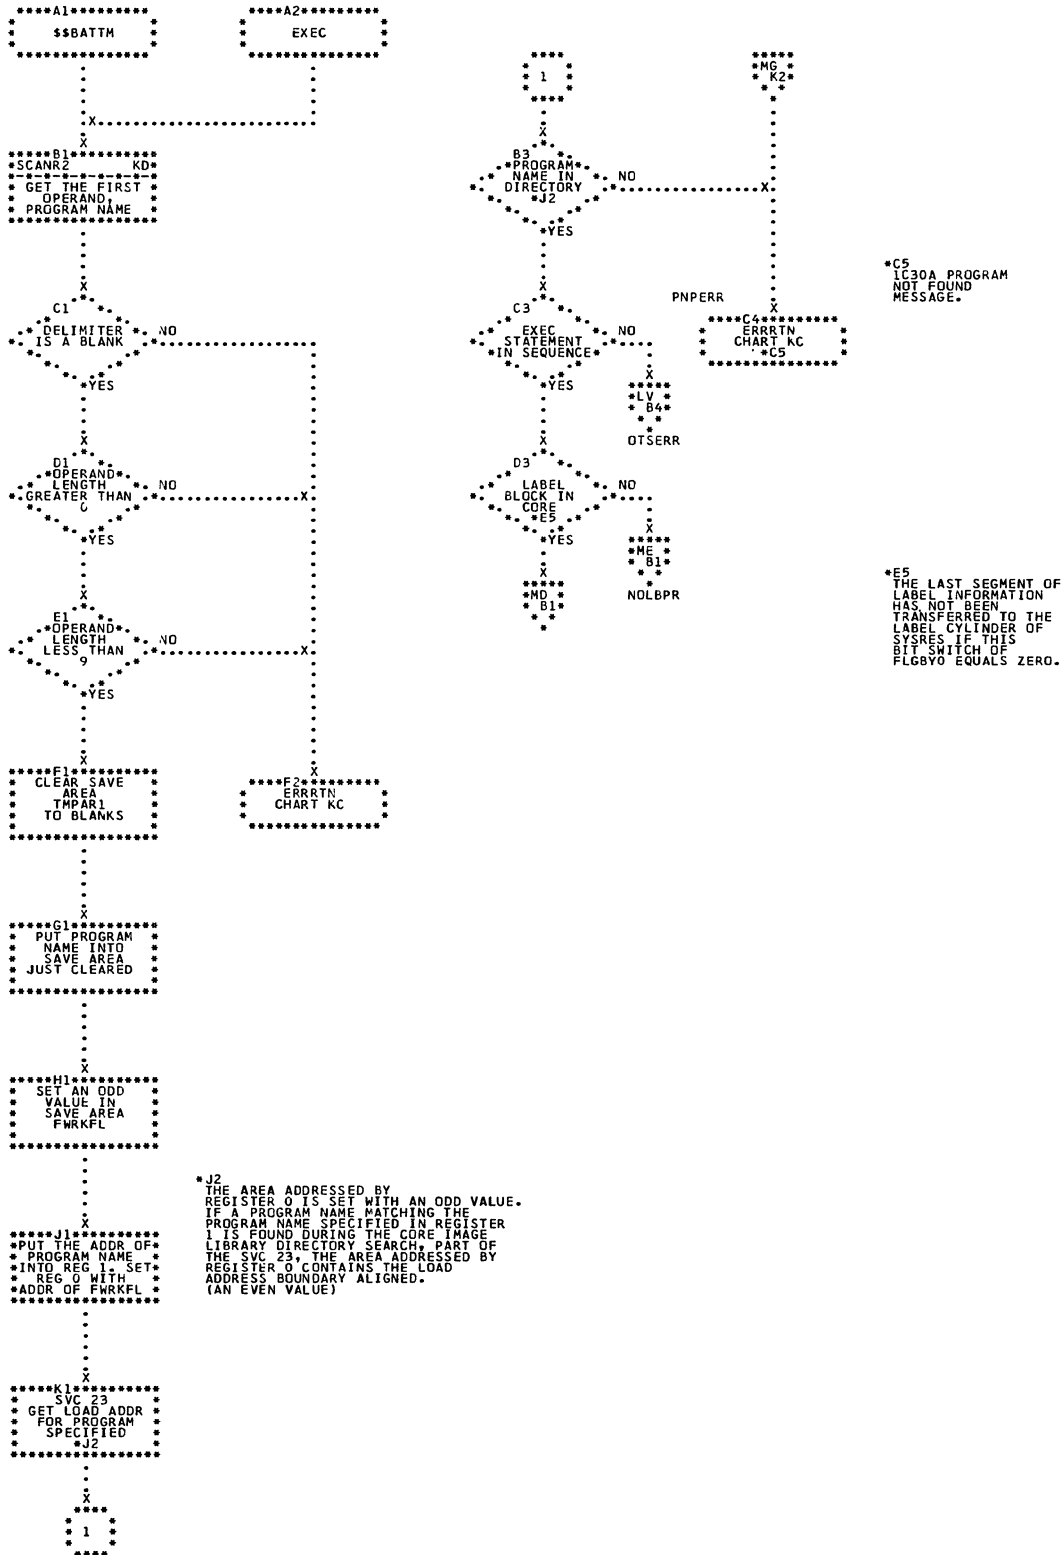 A1
$$BATTM
A2
EXEC
B1
*SCANR2 KD*
GET THE FIRST
OPERAND,
PROGRAM NAME
C1
DELIMITER
IS A BLANK
NO
YES
D1
OPERAND
LENGTH
GREATER THAN
0
NO
YES
E1
OPERAND
LENGTH
LESS THAN
9
NO
YES
F1
CLEAR SAVE
AREA
TMPAR1
TO BLANKS
F2
ERRRTN
CHART KC
G1
PUT PROGRAM
NAME INTO
SAVE AREA
JUST CLEARED
H1
SET AN ODD
VALUE IN
SAVE AREA
FWRKFL
J1
PUT THE ADDR OF
PROGRAM NAME
INTO REG 1. SET
REG 0 WITH
ADDR OF FWRKFL
*J2
THE AREA ADDRESSED BY
REGISTER 0 IS SET WITH AN ODD VALUE.
IF A PROGRAM NAME MATCHING THE
PROGRAM NAME SPECIFIED IN REGISTER
1 IS FOUND DURING THE CORE IMAGE
LIBRARY DIRECTORY SEARCH, PART OF
THE SVC 23, THE AREA ADDRESSED BY
REGISTER 0 CONTAINS THE LOAD
ADDRESS BOUNDARY ALIGNED.
(AN EVEN VALUE)
K1
SVC 23
GET LOAD ADDR
FOR PROGRAM
SPECIFIED
*J2
1
1
B3
PROGRAM
NAME IN
DIRECTORY
*J2
NO
YES
C3
EXEC
STATEMENT
IN SEQUENCE
NO
YES
LV
B4
OTSERR
D3
LABEL
BLOCK IN
CORE
*E5
NO
YES
ME
B1
NOLBPR
MD
B1
MG
K2
PNPERR
C4
ERRRTN
CHART KC
*C5
*C5
1C30A PROGRAM
NOT FOUND
MESSAGE.
*E5
THE LAST SEGMENT OF
LABEL INFORMATION
HAS NOT BEEN
TRANSFERRED TO THE
LABEL CYLINDER OF
SYSRES IF THIS
BIT SWITCH OF
FLGBY0 EQUALS ZERO.